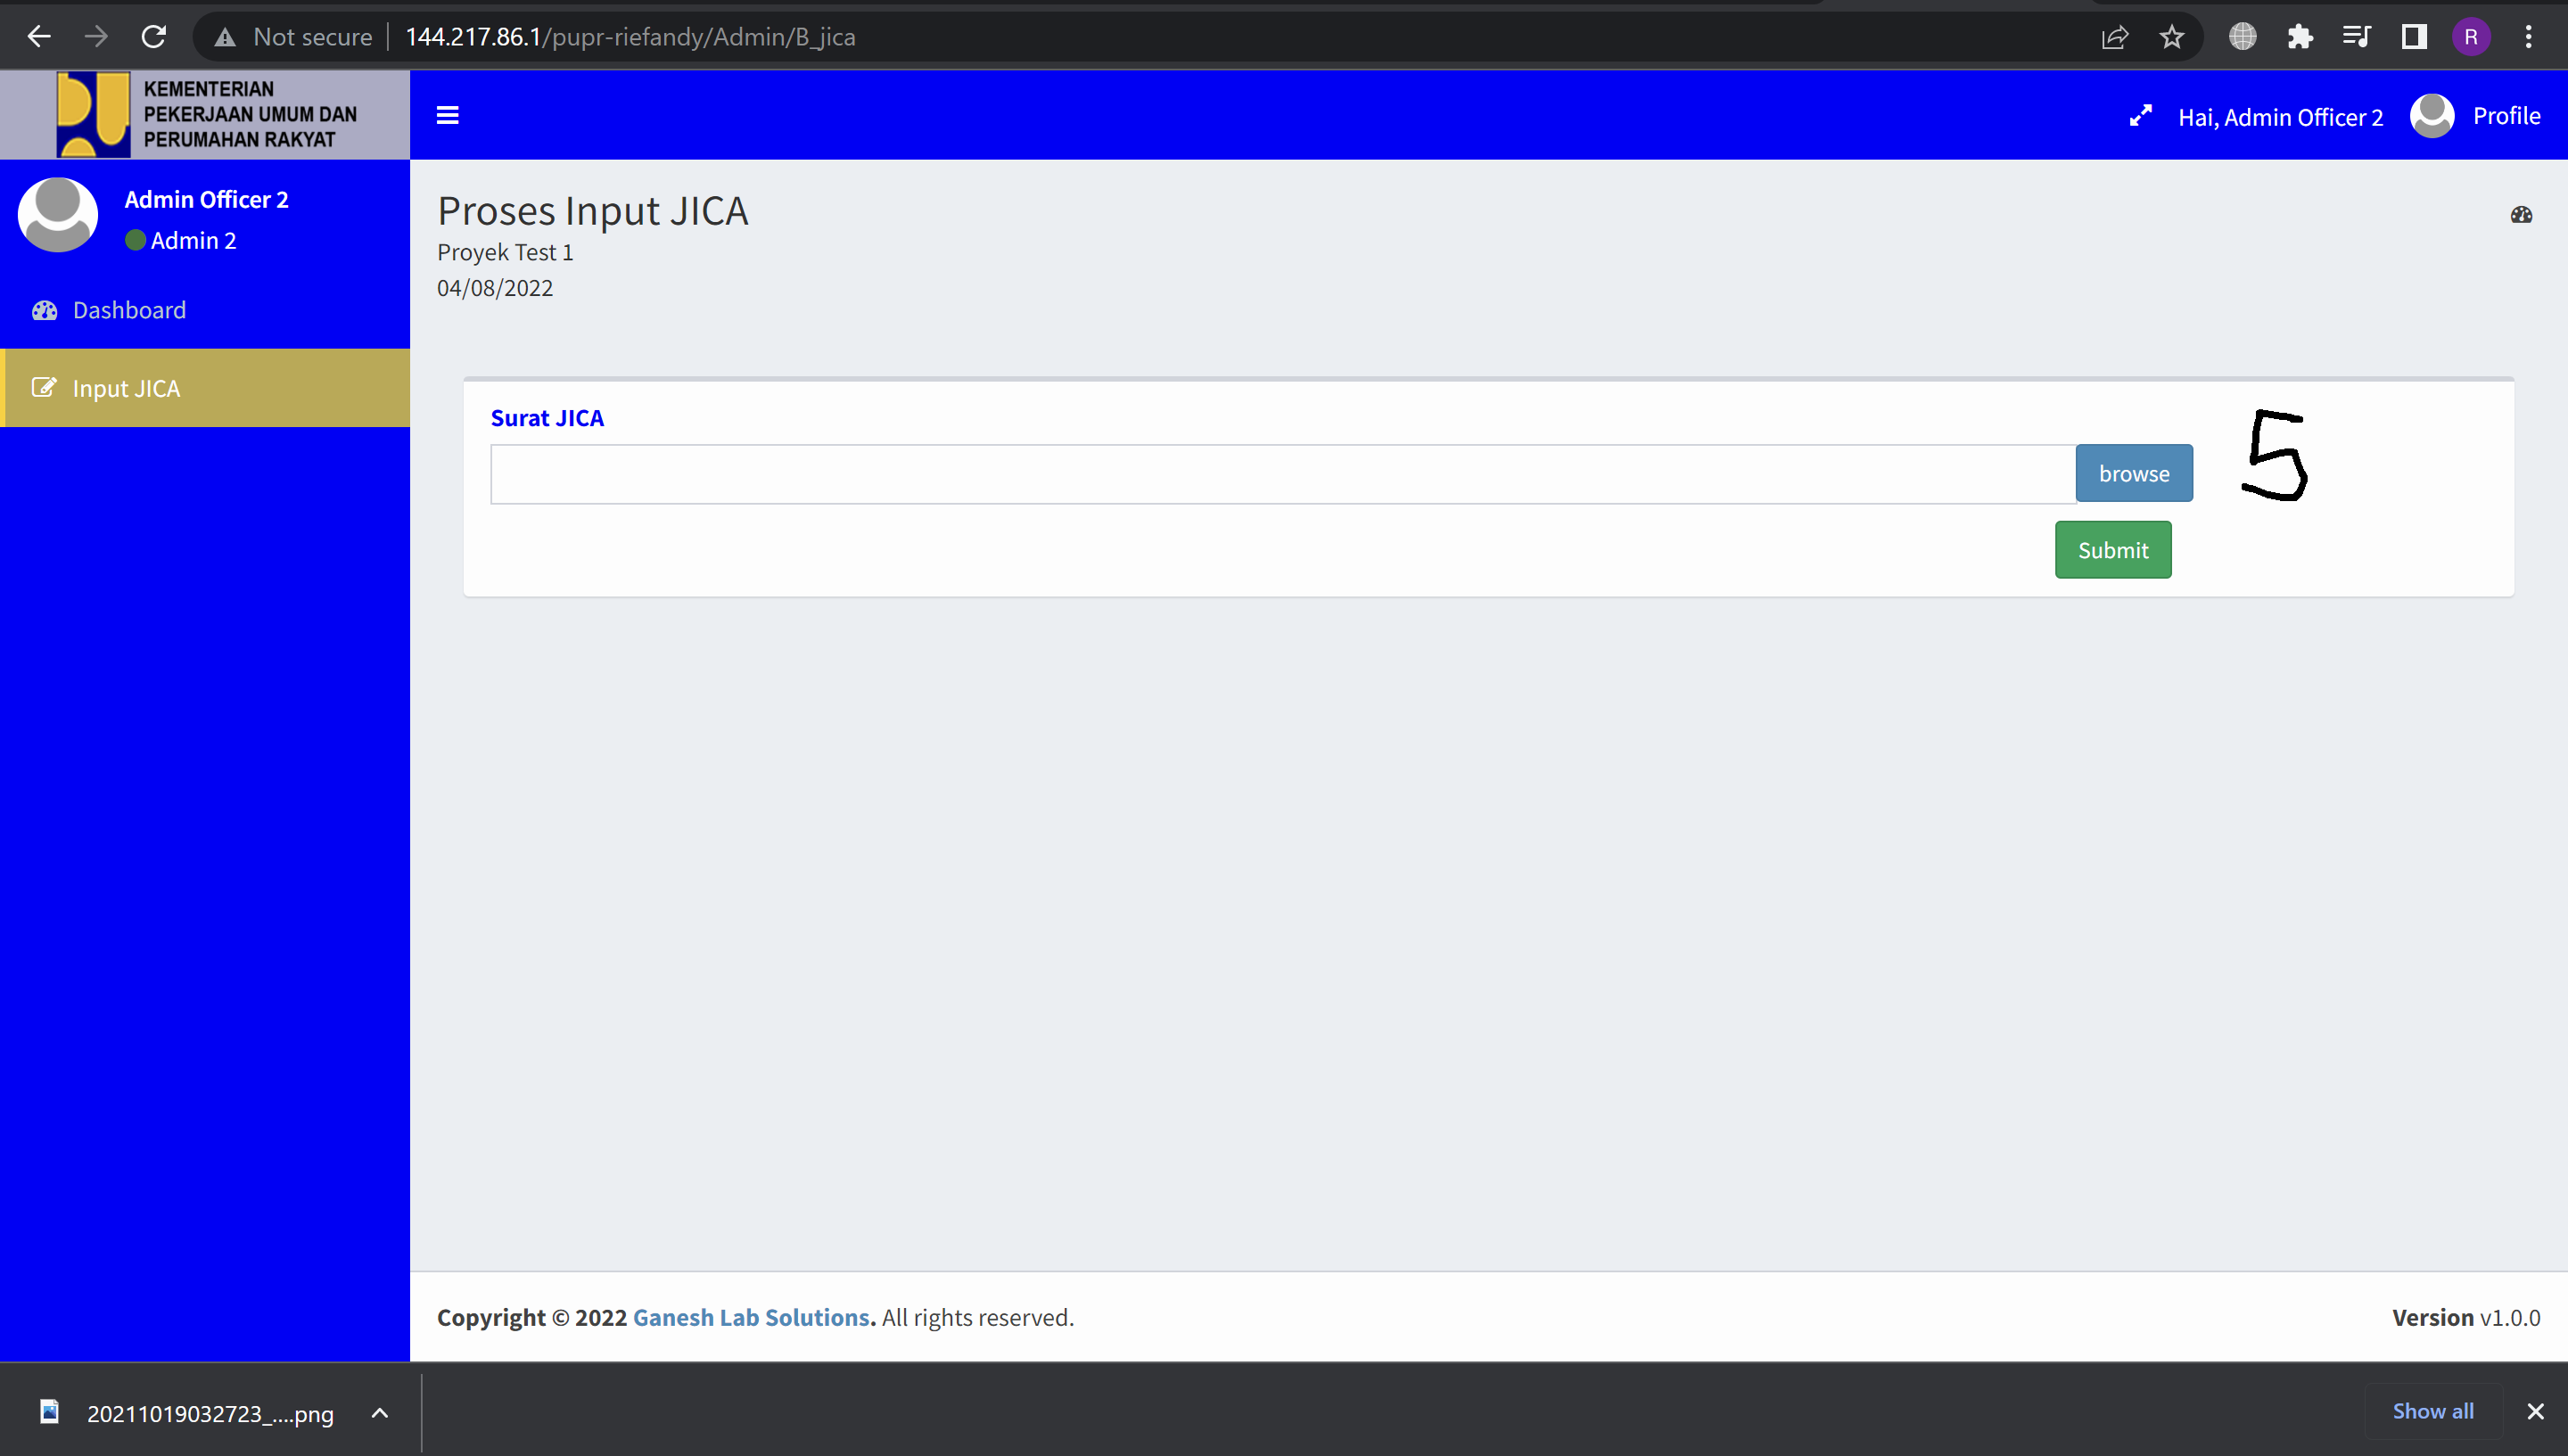 Not secure
144.217.86.1/pupr-riefandy/Admin/B_jica
R
KEMENTERIAN
PEKERJAAN UMUM DAN
PERUMAHAN RAKYAT
Hai, Admin Officer 2
Profile
Admin Officer 2
Admin 2
Dashboard
Input JICA
Proses Input JICA
Proyek Test 1
04/08/2022
Surat JICA
browse
5
Submit
Copyright © 2022 Ganesh Lab Solutions. All rights reserved.
Version v1.0.0
20211019032723_....png
Show all